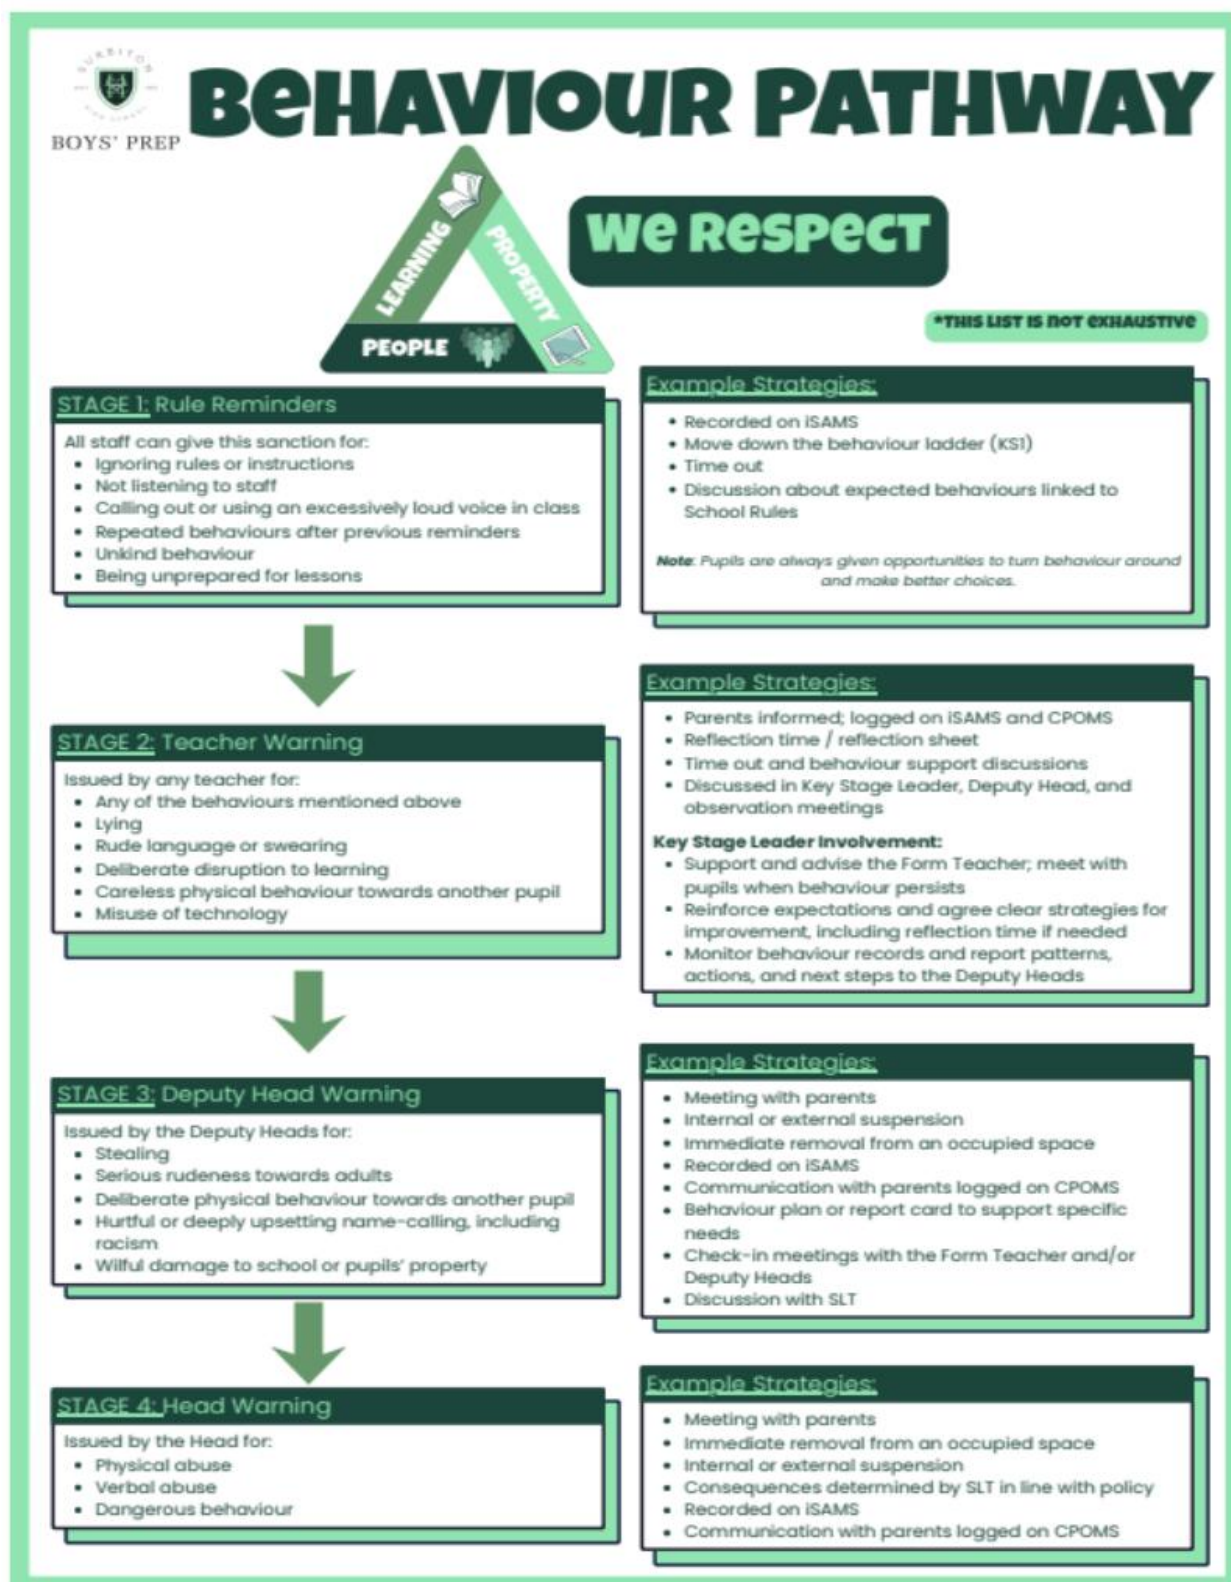 SURBITON
HIGH SCHOOL
BOYS' PREP
BEHAVIOUR PATHWAY
LEARNING
PROPERTY
PEOPLE
WE RESPECT
*THIS LIST IS NOT EXHAUSTIVE
STAGE 1: Rule Reminders
All staff can give this sanction for:
• Ignoring rules or instructions
• Not listening to staff
• Calling out or using an excessively loud voice in class
• Repeated behaviours after previous reminders
• Unkind behaviour
• Being unprepared for lessons
Example Strategies:
• Recorded on iSAMS
• Move down the behaviour ladder (KS1)
• Time out
• Discussion about expected behaviours linked to
School Rules
Note: Pupils are always given opportunities to turn behaviour around
and make better choices.
STAGE 2: Teacher Warning
Issued by any teacher for:
• Any of the behaviours mentioned above
• Lying
• Rude language or swearing
• Deliberate disruption to learning
• Careless physical behaviour towards another pupil
• Misuse of technology
Example Strategies:
• Parents informed; logged on iSAMS and CPOMS
• Reflection time / reflection sheet
• Time out and behaviour support discussions
• Discussed in Key Stage Leader, Deputy Head, and
observation meetings
Key Stage Leader Involvement:
• Support and advise the Form Teacher; meet with
pupils when behaviour persists
• Reinforce expectations and agree clear strategies for
improvement, including reflection time if needed
• Monitor behaviour records and report patterns,
actions, and next steps to the Deputy Heads
STAGE 3: Deputy Head Warning
Issued by the Deputy Heads for:
• Stealing
• Serious rudeness towards adults
• Deliberate physical behaviour towards another pupil
• Hurtful or deeply upsetting name-calling, including
racism
• Wilful damage to school or pupils' property
Example Strategies:
• Meeting with parents
• Internal or external suspension
• Immediate removal from an occupied space
• Recorded on iSAMS
• Communication with parents logged on CPOMS
• Behaviour plan or report card to support specific
needs
• Check-in meetings with the Form Teacher and/or
Deputy Heads
• Discussion with SLT
STAGE 4: Head Warning
Issued by the Head for:
• Physical abuse
• Verbal abuse
• Dangerous behaviour
Example Strategies:
• Meeting with parents
• Immediate removal from an occupied space
• Internal or external suspension
• Consequences determined by SLT in line with policy
• Recorded on iSAMS
• Communication with parents logged on CPOMS